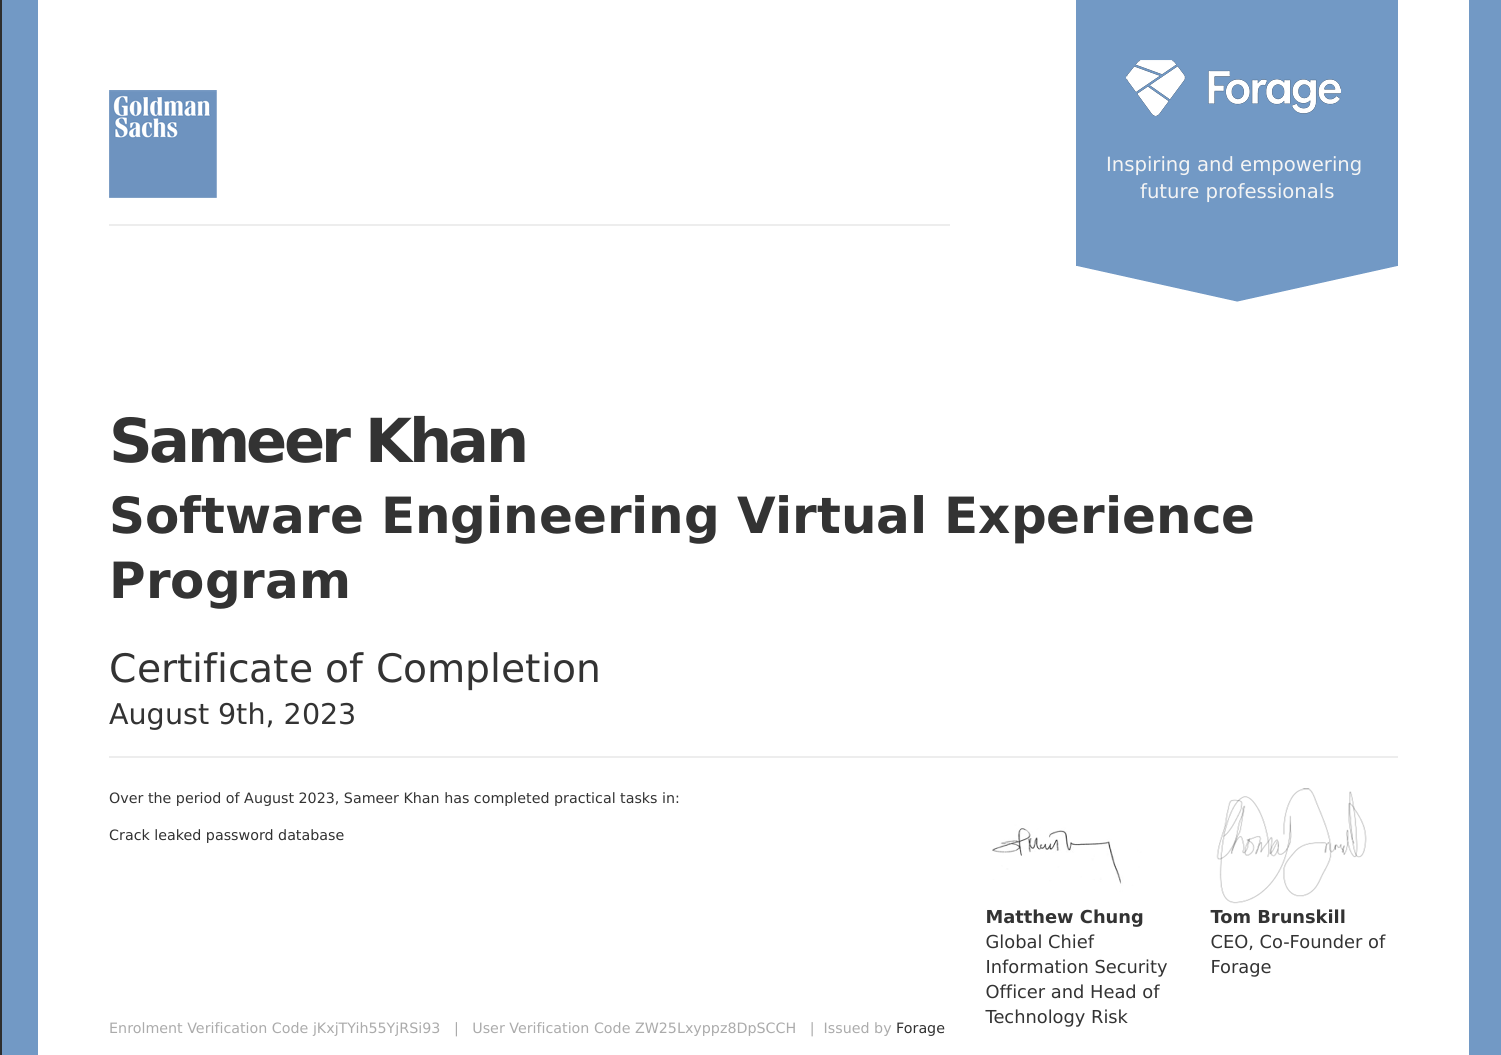 Goldman
Sachs
Forage
Inspiring and empowering
future professionals
Sameer Khan
Software Engineering Virtual Experience
Program
Certificate of Completion
August 9th, 2023
Over the period of August 2023, Sameer Khan has completed practical tasks in:
Crack leaked password database
Matthew Chung
Global Chief
Information Security
Officer and Head of
Technology Risk
Tom Brunskill
CEO, Co-Founder of
Forage
Enrolment Verification Code jKxjTYih55YjRSi93 | User Verification Code ZW25Lxyppz8DpSCCH | Issued by Forage